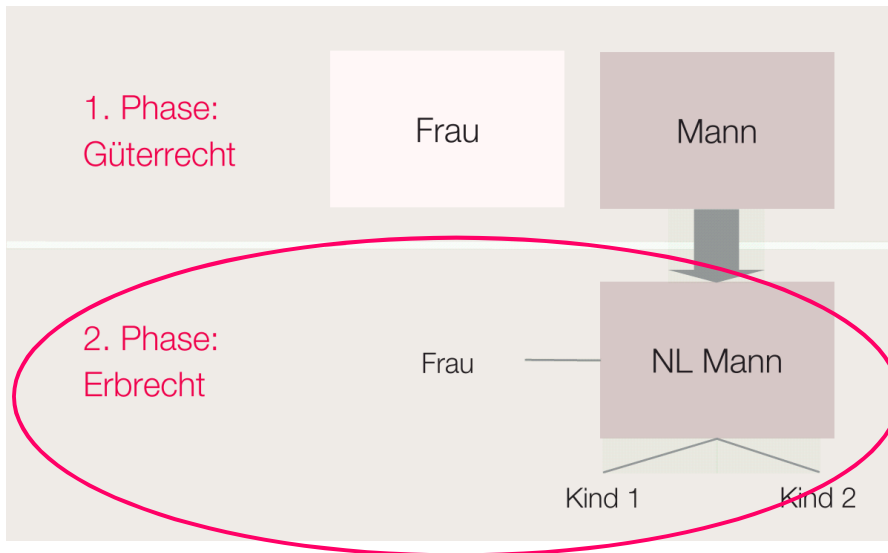 1. Phase:
Güterrecht
Frau
Mann
2. Phase:
Erbrecht
Frau
NL Mann
Kind 1
Kind 2